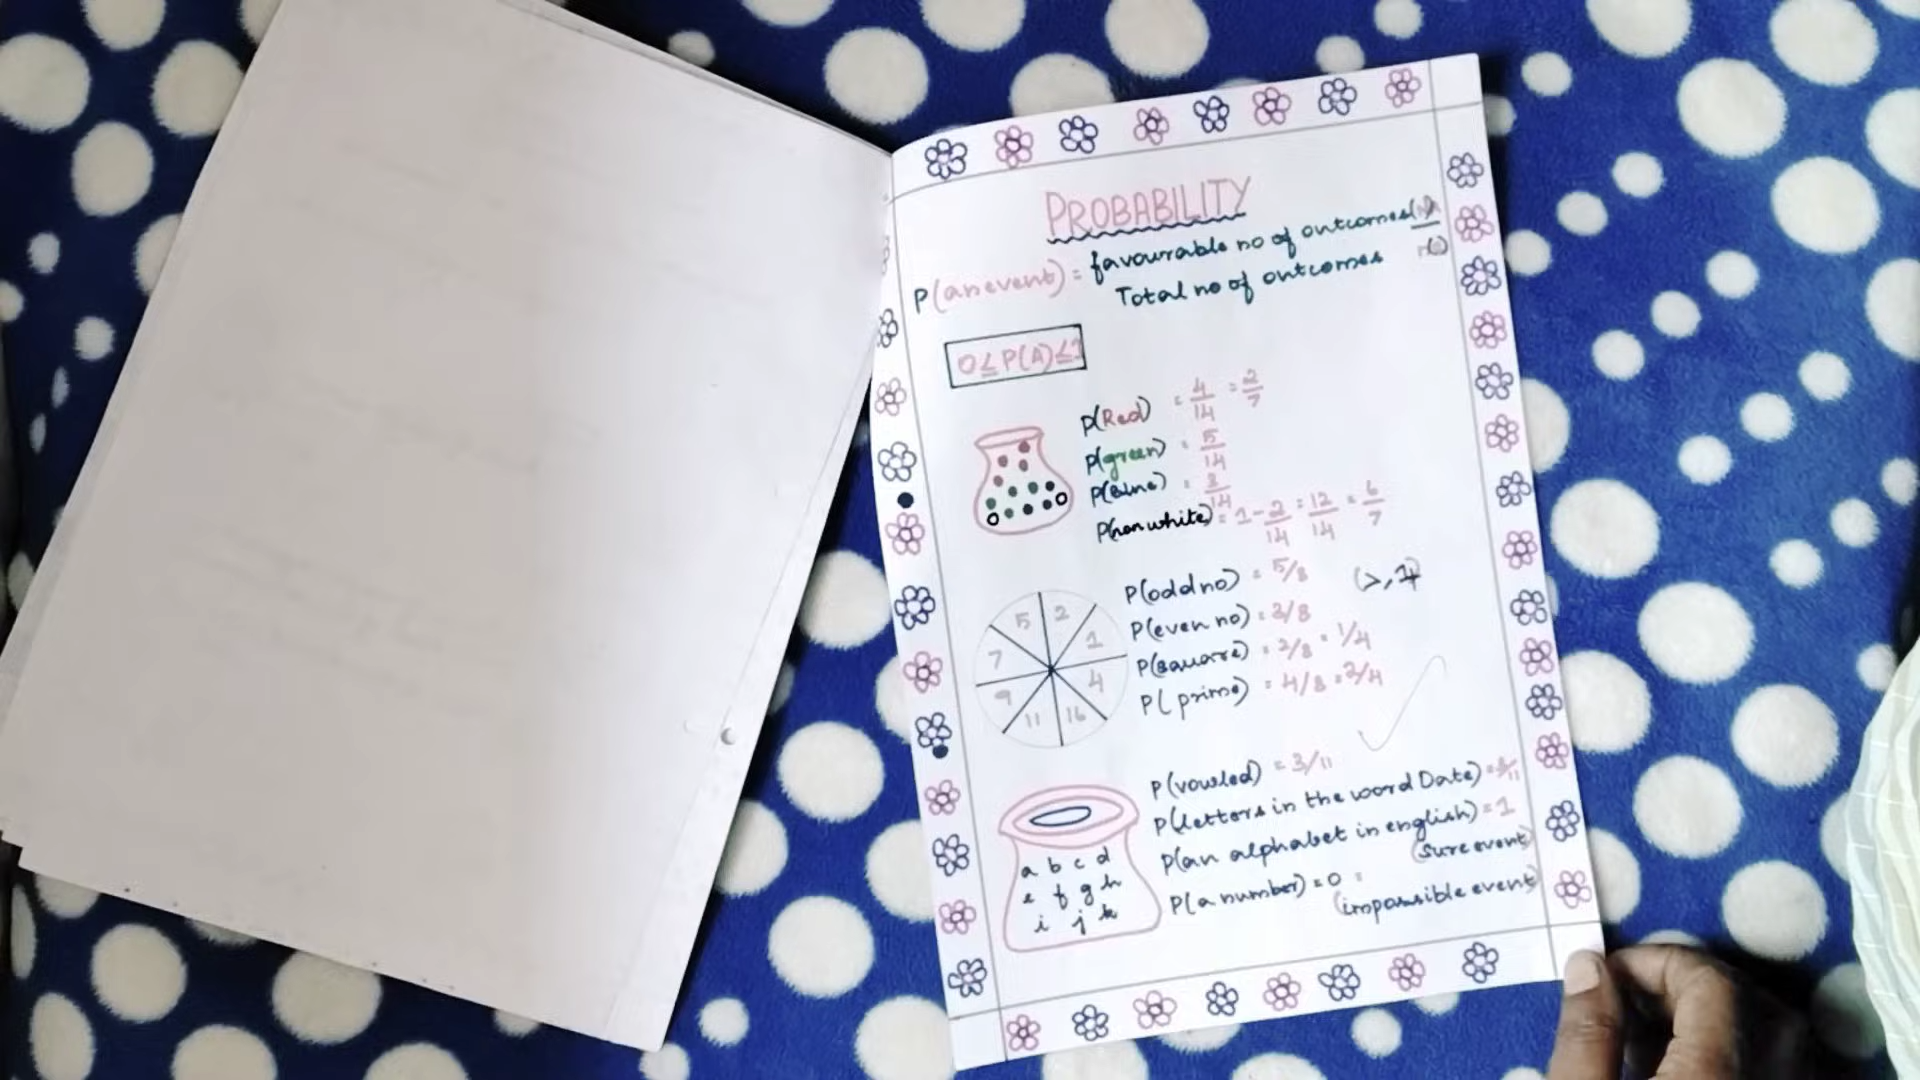 PROBABILITY
P(an event) = favourable no of outcomes
Total no of outcomes
0 ≤ P(A) ≤ 1
P(Red) = 4/14 = 2/7
P(green) = 5/14
P(Blue) = 3/14
P(non white) = 1 - 2/14 = 12/14 = 6/7
5 2
7 1
9 4
11 16
P(odd no) = 5/8
P(even no) = 3/8
P(square) = 2/8 = 1/4
P(prime) = 4/8 = 2/4
a b c d
e f g h
i j k
P(vowled) = 3/11
P(letters in the word Date) = 3/11
P(an alphabet in english) = 1
(sure event)
P(a number) = 0
(impossible event)